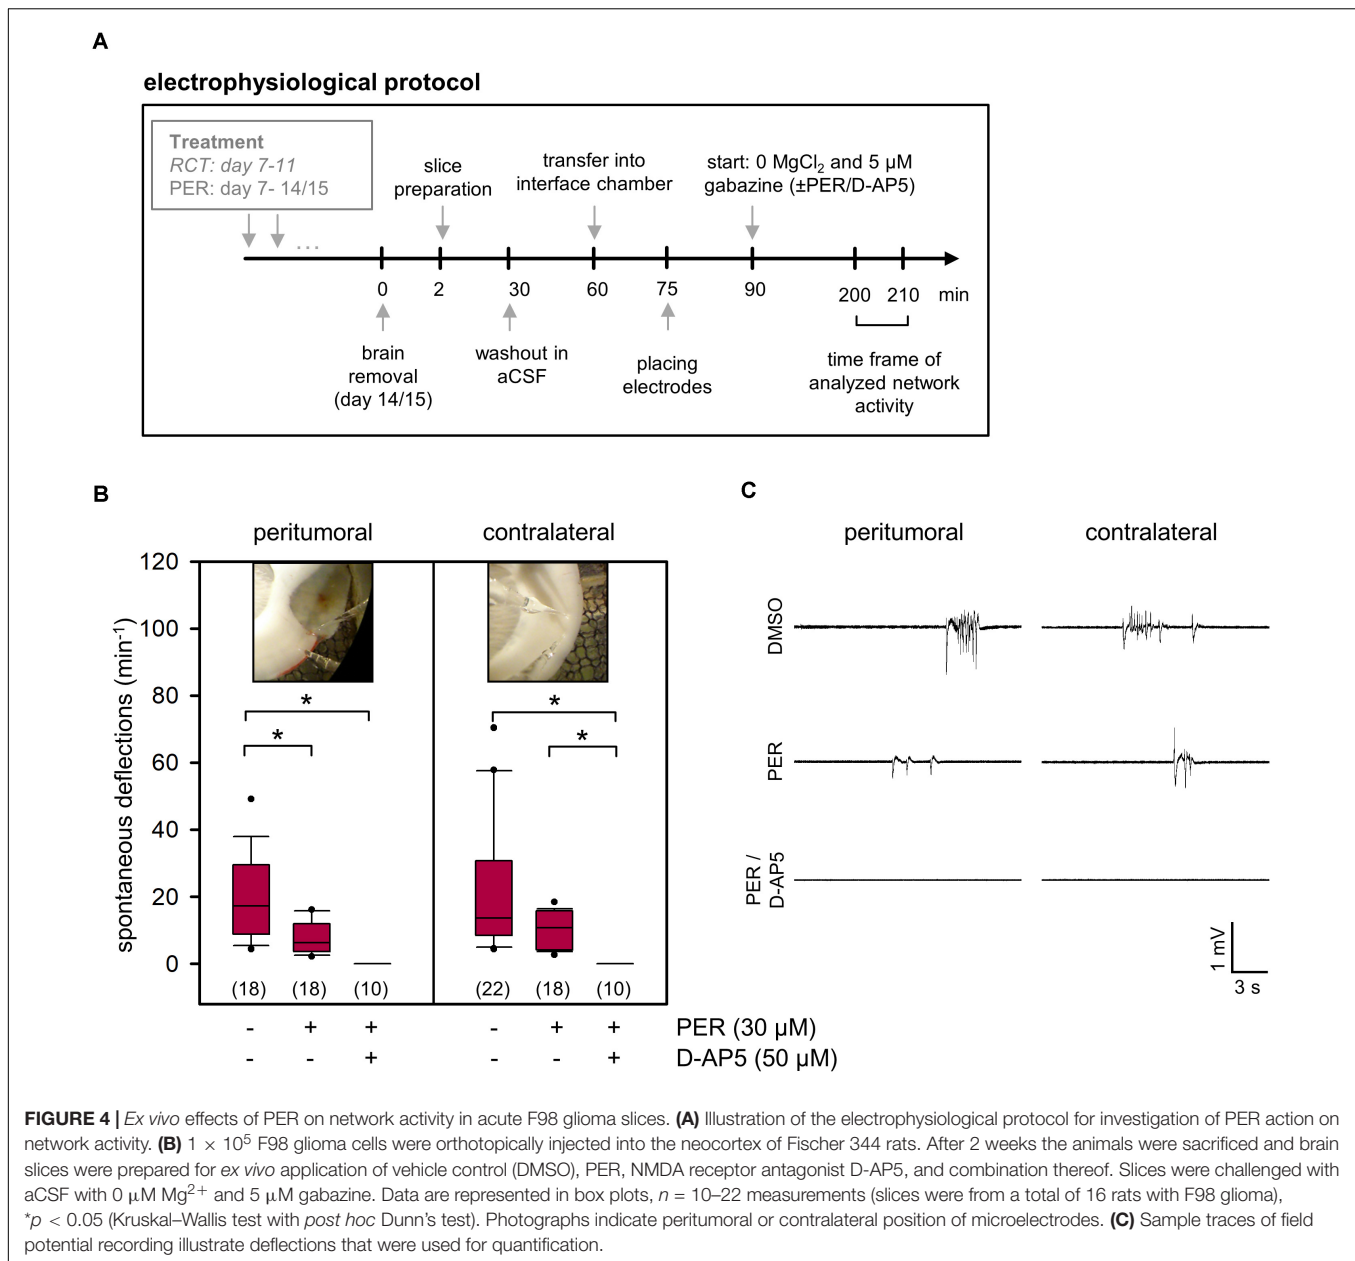 A
electrophysiological protocol
Treatment
RCT: day 7-11
PER: day 7- 14/15
...
slice
preparation
transfer into
interface chamber
start: 0 MgCl₂ and 5 µM
gabazine (±PER/D-AP5)
0 2 30 60 75 90 200 210 min
brain
removal
(day 14/15)
washout in
aCSF
placing
electrodes
time frame of
analyzed network
activity
B
peritumoral contralateral
spontaneous deflections (min⁻¹)
120
100
80
60
40
20
0
* *
* *
(18) (18) (10) (22) (18) (10)
- + + - + + PER (30 µM)
- - + - - + D-AP5 (50 µM)
C
peritumoral contralateral
DMSO
PER
PER /
D-AP5
1 mV
3 s
FIGURE 4 | Ex vivo effects of PER on network activity in acute F98 glioma slices. (A) Illustration of the electrophysiological protocol for investigation of PER action on
network activity. (B) 1 × 10⁵ F98 glioma cells were orthotopically injected into the neocortex of Fischer 344 rats. After 2 weeks the animals were sacrificed and brain
slices were prepared for ex vivo application of vehicle control (DMSO), PER, NMDA receptor antagonist D-AP5, and combination thereof. Slices were challenged with
aCSF with 0 µM Mg²⁺ and 5 µM gabazine. Data are represented in box plots, n = 10–22 measurements (slices were from a total of 16 rats with F98 glioma),
*p < 0.05 (Kruskal–Wallis test with post hoc Dunn's test). Photographs indicate peritumoral or contralateral position of microelectrodes. (C) Sample traces of field
potential recording illustrate deflections that were used for quantification.